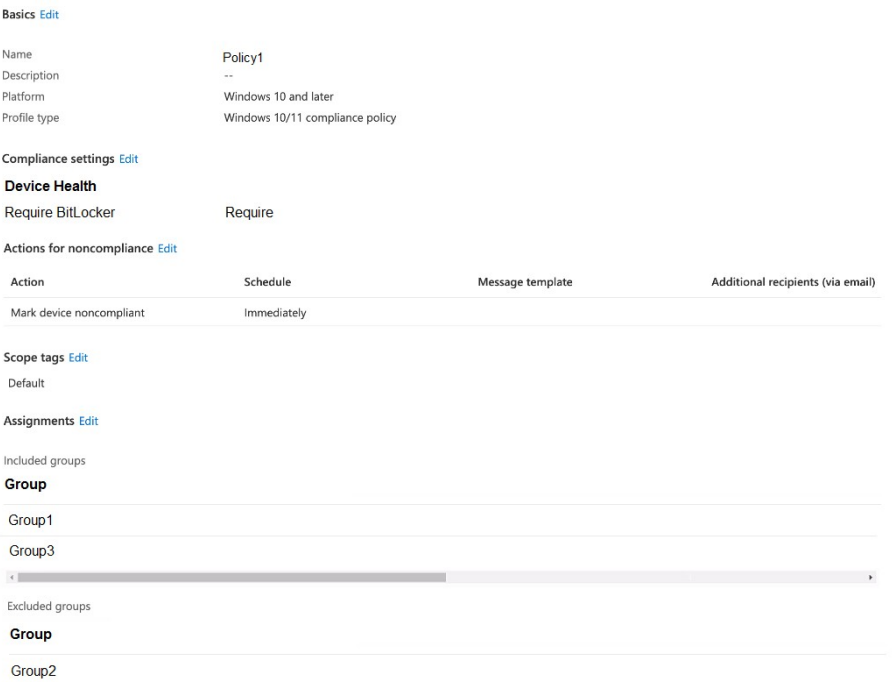 Basics Edit
Name Policy1
Description --
Platform Windows 10 and later
Profile type Windows 10/11 compliance policy
Compliance settings Edit
Device Health
Require BitLocker Require
Actions for noncompliance Edit
Action Schedule Message template Additional recipients (via email)
Mark device noncompliant Immediately
Scope tags Edit
Default
Assignments Edit
Included groups
Group
Group1
Group3
Excluded groups
Group
Group2